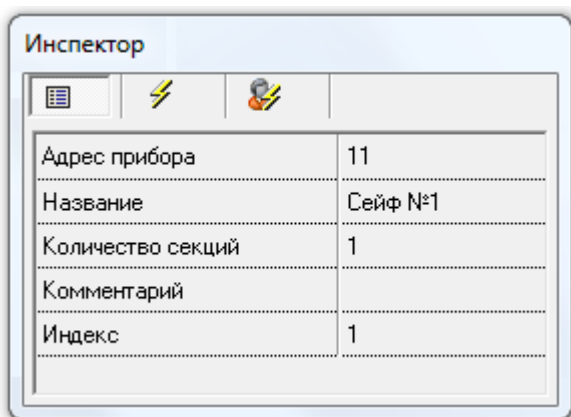 Инспектор
Адрес прибора 11
Название Сейф №1
Количество секций 1
Комментарий
Индекс 1